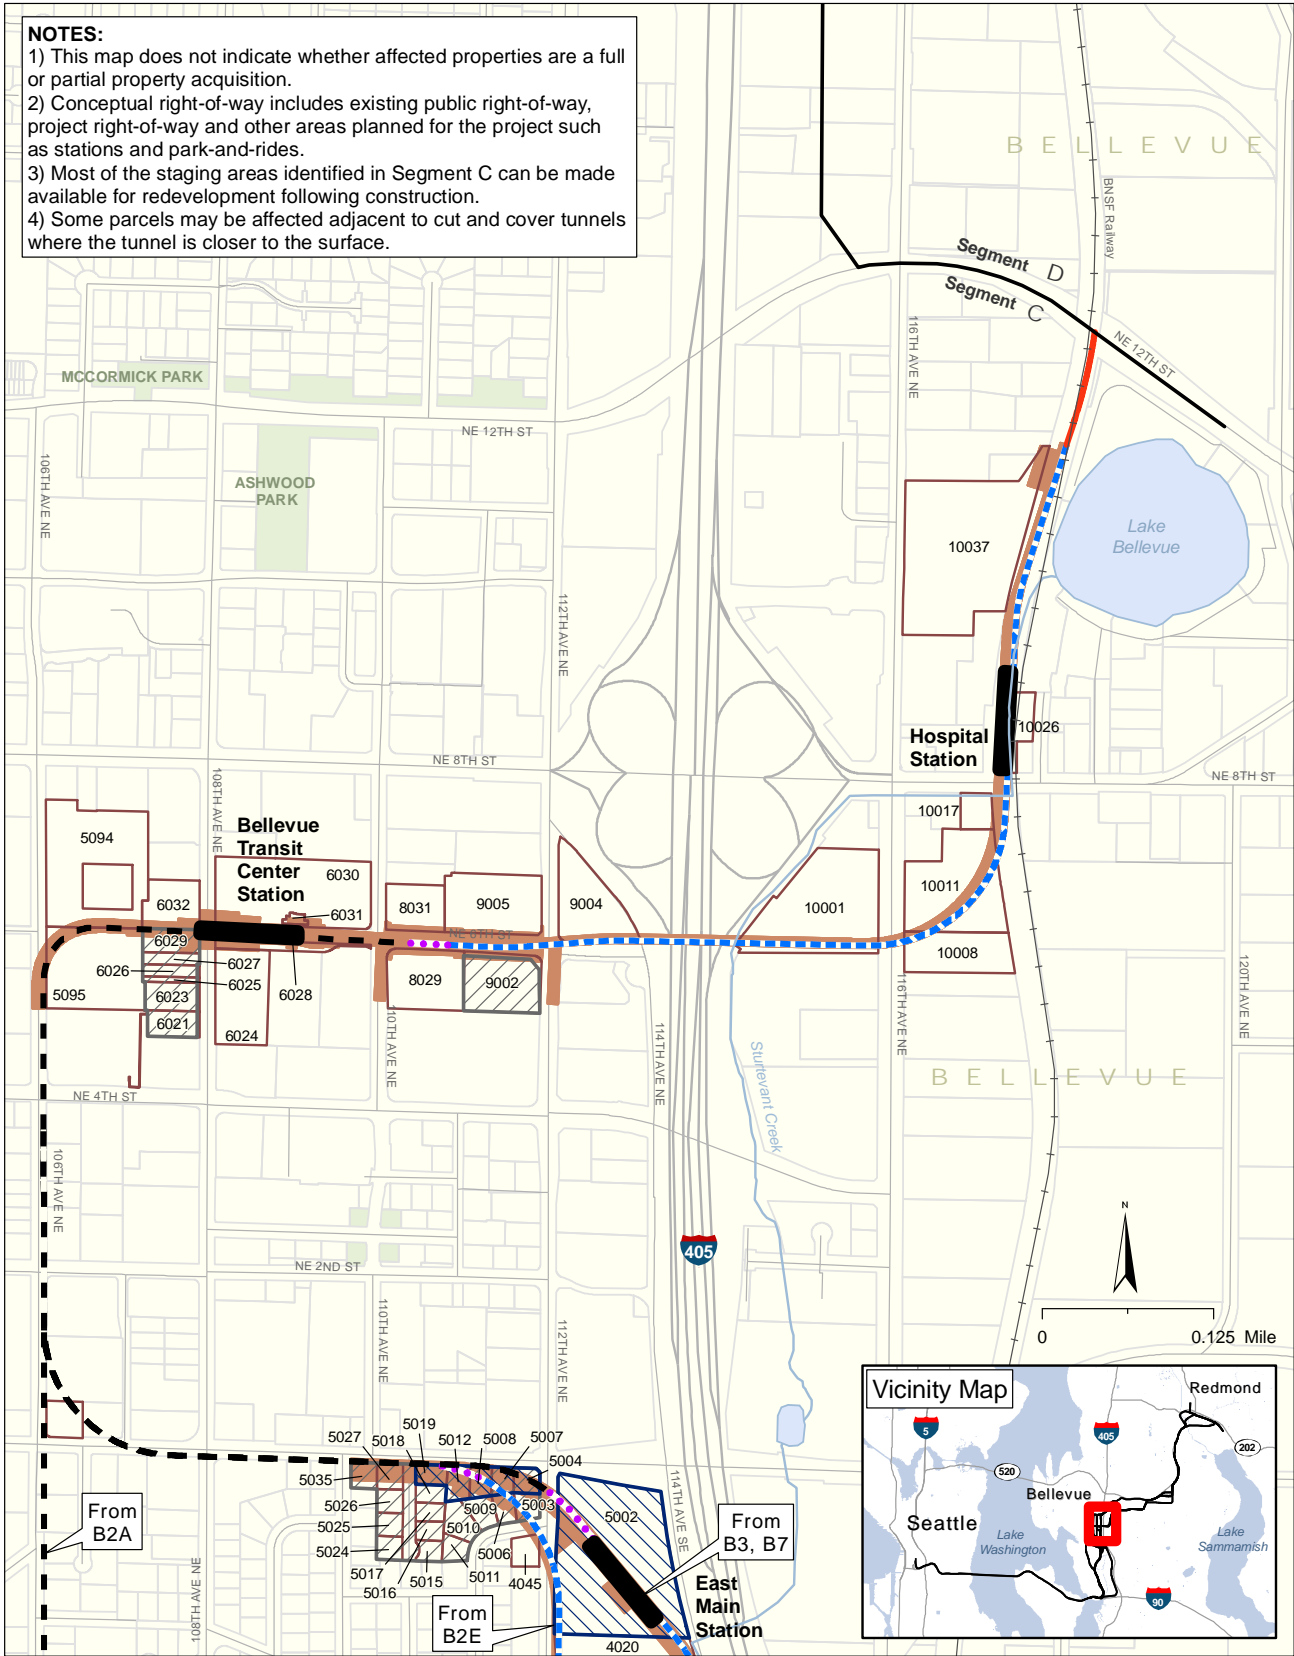 NOTES:
1) This map does not indicate whether affected properties are a full
or partial property acquisition.
2) Conceptual right-of-way includes existing public right-of-way,
project right-of-way and other areas planned for the project such
as stations and park-and-rides.
3) Most of the staging areas identified in Segment C can be made
available for redevelopment following construction.
4) Some parcels may be affected adjacent to cut and cover tunnels
where the tunnel is closer to the surface.
BELLEVUE
BNSF Railway
Segment D
Segment C
NE 12TH ST
116TH AVE NE
MCCORMICK PARK
NE 12TH ST
106TH AVE NE
ASHWOOD
PARK
Lake
Bellevue
10037
112TH AVE NE
10026
Hospital
Station
NE 8TH ST
NE 8TH ST
108TH AVE NE
10017
5094
Bellevue
Transit
Center
Station
6030
6032
6031
8031
9005
9004
10001
10011
6029
NE 6TH ST
10008
6026
6027
6025
5095
6023
6028
8029
9002
6021
6024
110TH AVE NE
116TH AVE NE
120TH AVE NE
114TH AVE NE
Sturtevant Creek
BELLEVUE
NE 4TH ST
106TH AVE NE
405
N
NE 2ND ST
110TH AVE NE
112TH AVE NE
0
0.125 Mile
Vicinity Map
Redmond
5
405
202
520
Bellevue
Seattle
Lake
Washington
Lake
Sammamish
90
5019
5027
5018
5012
5008
5007
5004
5035
5026
5009
5003
5002
5025
5010
5024
5006
5017
5016
5015
5011
4045
114TH AVE SE
From
B2A
From
B3, B7
108TH AVE NE
From
B2E
East
Main
Station
4020